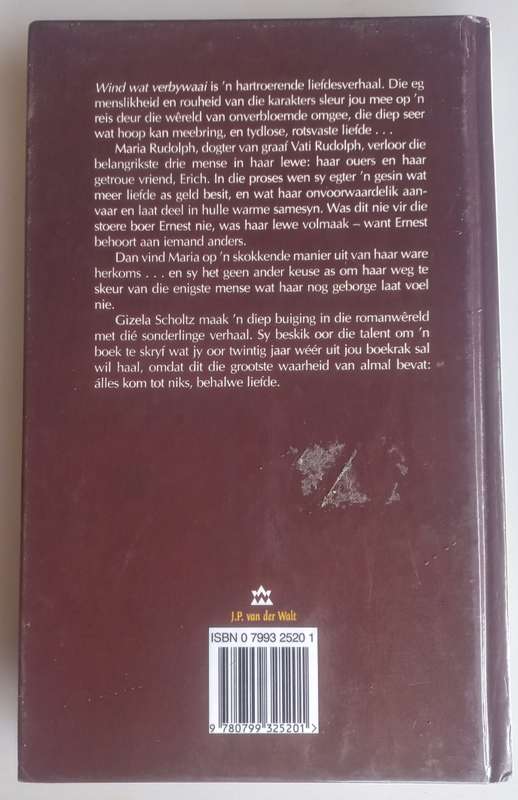 Wind wat verbywaai is 'n hartroerende liefdesverhaal. Die eg
menslikheid en rouheid van die karakters sleur jou mee op 'n
reis deur die wêreld van onverbloemde omgee, die diep seer
wat hoop kan meebring, en tydlose, rotsvaste liefde . . .
Maria Rudolph, dogter van graaf Vati Rudolph, verloor die
belangrikste drie mense in haar lewe: haar ouers en haar
getroue vriend, Erich. In die proses wen sy egter 'n gesin wat
meer liefde as geld besit, en wat haar onvoorwaardelik aan-
vaar en laat deel in hulle warme samesyn. Was dit nie vir die
stoere boer Ernest nie, was haar lewe volmaak – want Ernest
behoort aan iemand anders.
Dan vind Maria op 'n skokkende manier uit van haar ware
herkoms . . . en sy het geen ander keuse as om haar weg te
skeur van die enigste mense wat haar nog geborge laat voel
nie.
Gizela Scholtz maak 'n diep buiging in die romanwêreld
met dié sonderlinge verhaal. Sy beskik oor die talent om 'n
boek te skryf wat jy oor twintig jaar wéér uit jou boekrak sal
wil haal, omdat dit die grootste waarheid van almal bevat:
álles kom tot niks, behalwe liefde.
J.P. van der Walt
ISBN 0 7993 2520 1
9 780799 325201 >